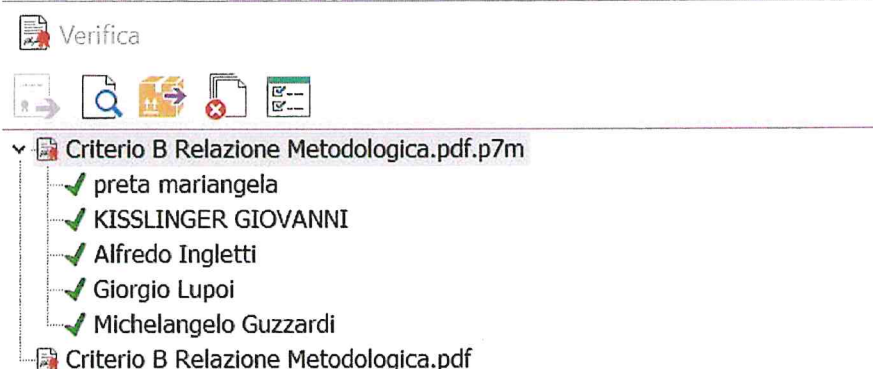 Verifica
Criterio B Relazione Metodologica.pdf.p7m
preta mariangela
KISSLINGER GIOVANNI
Alfredo Ingletti
Giorgio Lupoi
Michelangelo Guzzardi
Criterio B Relazione Metodologica.pdf